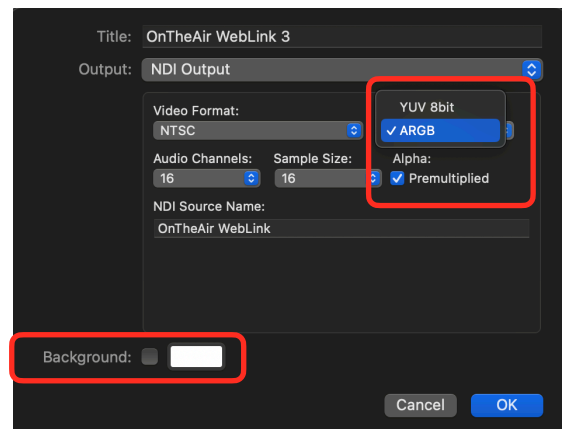 Title: OnTheAir WebLink 3
Output: NDI Output
Video Format: YUV 8bit
NTSC ✓ ARGB
Audio Channels: Sample Size: Alpha:
16 16 Premultiplied
NDI Source Name:
OnTheAir WebLink
Background:
Cancel OK